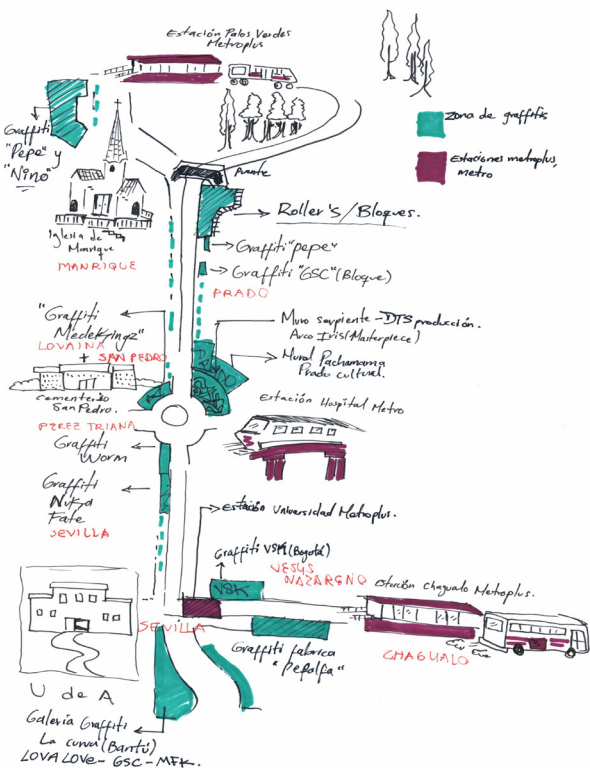 Estación Palos Verdes
Metroplus
zona de graffitis
Estaciones metroplus,
metro
Graffiti
"Pepe" y
"Nino"
Puente
Roller's/Bloques.
Iglesia de
Manrique
MANRIQUE
Graffiti "pepe"
Graffiti "GSC" (Bloque)
PRADO
"Graffiti
Medekingz"
LOVAINA
+ SAN PEDRO
Muro serpiente - DTS producción.
Arco Iris (Masterpiece)
Mural Pachamama
Prado cultural.
cementerio
San Pedro.
Estación Hospital Metro
PEREZ TRIANA
Graffiti
Worm
Graffiti
Nuka
Fate
SEVILLA
Estación Universidad Metroplus.
Graffiti VSK (Bogotá)
VSK
JESUS
NAZARENO
Estación Chagualo Metroplus.
SEVILLA
Graffiti fabrica
"Pepalfa"
CHAGUALO
U de A
Galeria Graffiti
La curva (Bantú)
LOVALOVE - GSC - MFK.